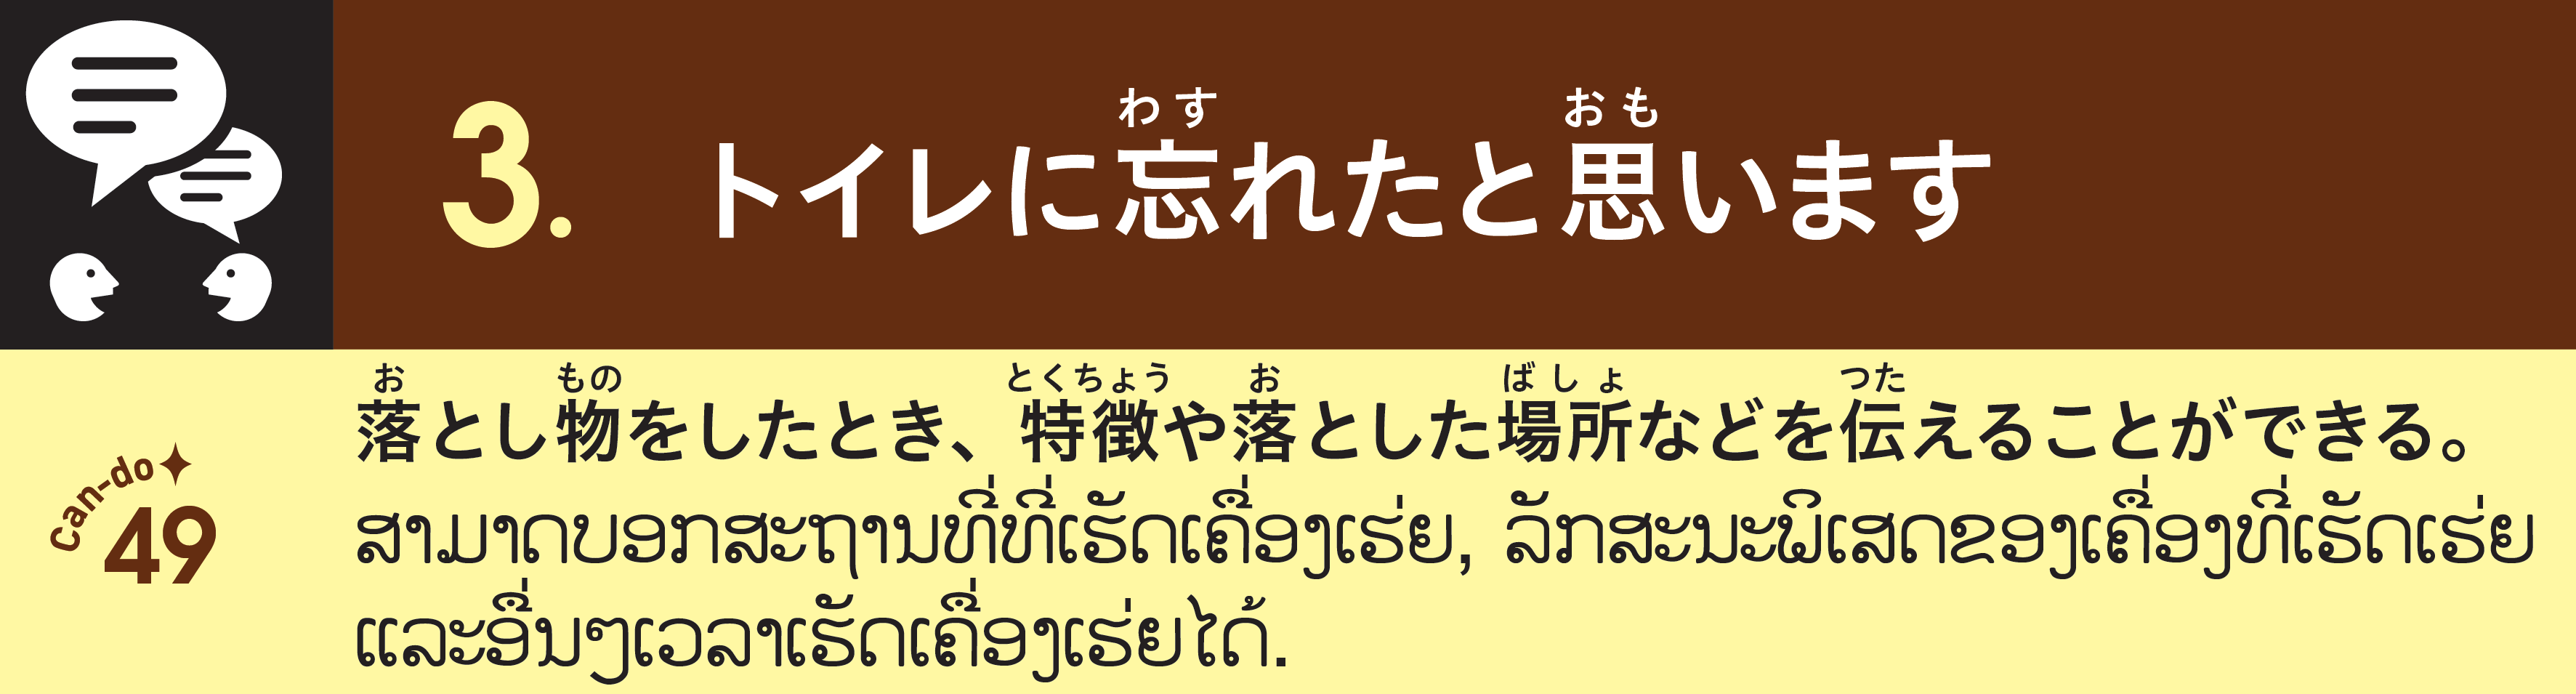 3. トイレに忘れたと思います
わす おも
Can-do 49
落とし物をしたとき、特徴や落とした場所などを伝えることができる。
お もの とくちょう お ばしょ つた
ສາມາດບອກສະຖານທີ່ທີ່ເຮັດເຄື່ອງເຮ່ຍ, ລັກສະນະພິເສດຂອງເຄື່ອງທີ່ເຮັດເຮ່ຍ
ແລະອື່ນໆເວລາເຮັດເຄື່ອງເຮ່ຍໄດ້.